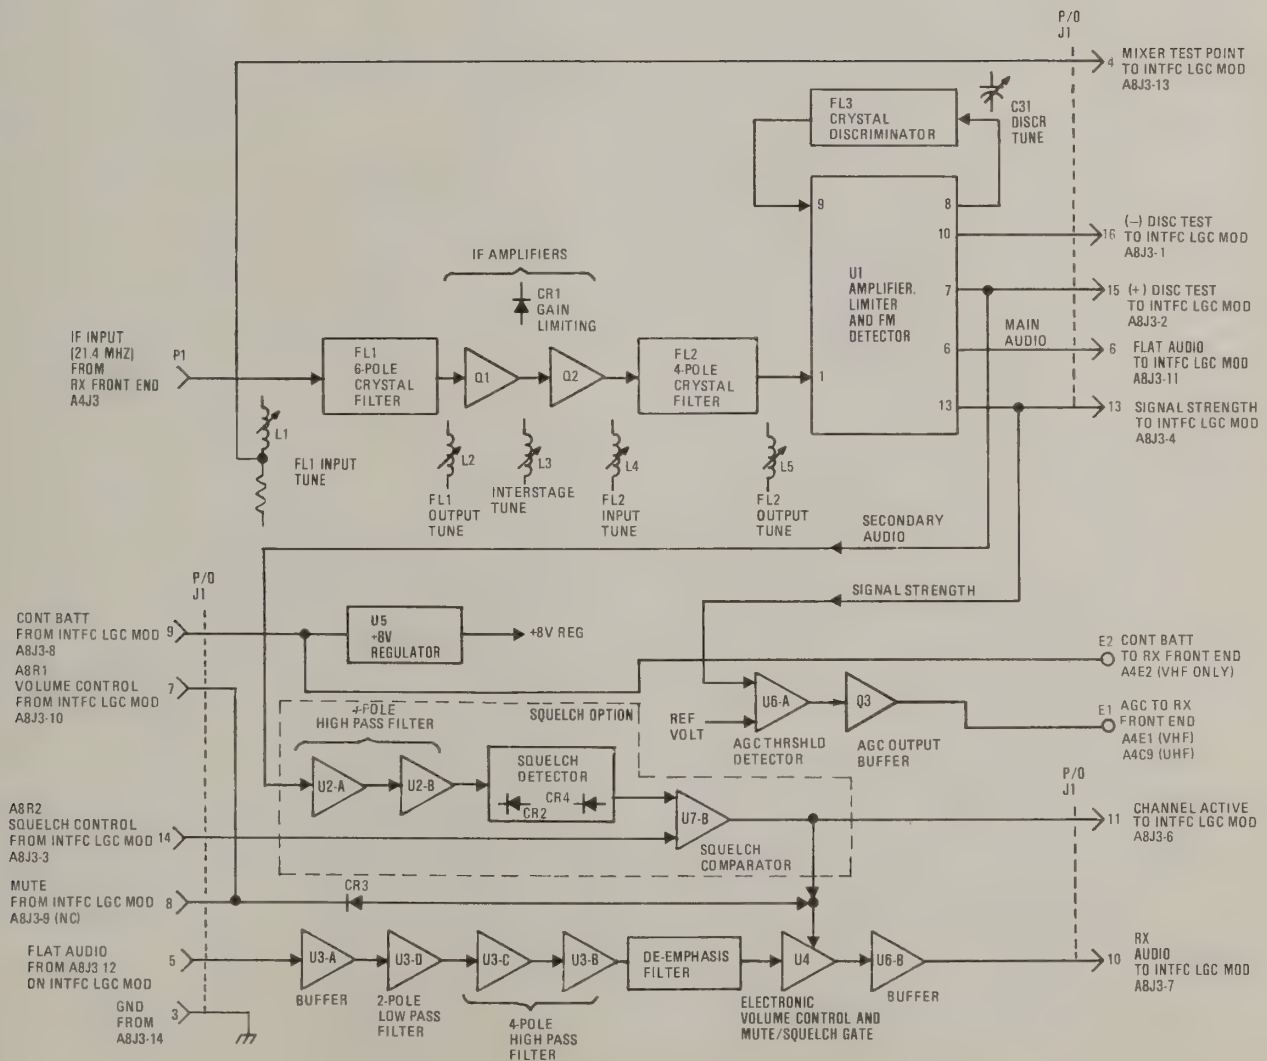 P/O
J1
4
MIXER TEST POINT
TO INTFC LGC MOD
A8J3-13
FL3
CRYSTAL
DISCRIMINATOR
C31
DISCR
TUNE
9
8
10
7
6
13
1
U1
AMPLIFIER,
LIMITER
AND FM
DETECTOR
16
(−) DISC TEST
TO INTFC LGC MOD
A8J3-1
15
(+) DISC TEST
TO INTFC LGC MOD
A8J3-2
MAIN
AUDIO
6
FLAT AUDIO
TO INTFC LGC MOD
A8J3-11
13
SIGNAL STRENGTH
TO INTFC LGC MOD
A8J3-4
IF AMPLIFIERS
CR1
GAIN
LIMITING
IF INPUT
(21.4 MHZ)
FROM
RX FRONT END
A4J3
P1
FL1
6-POLE
CRYSTAL
FILTER
Q1
Q2
FL2
4-POLE
CRYSTAL
FILTER
L1
FL1 INPUT
TUNE
L2
FL1
OUTPUT
TUNE
L3
INTERSTAGE
TUNE
L4
FL2
INPUT
TUNE
L5
FL2
OUTPUT
TUNE
SECONDARY
AUDIO
SIGNAL STRENGTH
P/O
J1
CONT BATT
FROM INTFC LGC MOD
A8J3-8
9
U5
+8V
REGULATOR
+8V REG
E2
CONT BATT
TO RX FRONT END
A4E2 (VHF ONLY)
A8R1
VOLUME CONTROL
FROM INTFC LGC MOD
A8J3-10
7
REF
VOLT
U6-A
AGC THRSHLD
DETECTOR
Q3
AGC OUTPUT
BUFFER
E1
AGC TO RX
FRONT END
A4E1 (VHF)
A4C9 (UHF)
4-POLE
HIGH PASS FILTER
SQUELCH OPTION
U2-A
U2-B
SQUELCH
DETECTOR
CR2
CR4
U7-B
SQUELCH
COMPARATOR
P/O
J1
11
CHANNEL ACTIVE
TO INTFC LGC MOD
A8J3-6
A8R2
SQUELCH CONTROL
FROM INTFC LGC MOD
A8J3-3
14
MUTE
FROM INTFC LGC MOD
A8J3-9 (NC)
8
CR3
FLAT AUDIO
FROM A8J3 12
ON INTFC LGC MOD
5
U3-A
BUFFER
U3-D
2-POLE
LOW PASS
FILTER
U3-C
U3-B
4-POLE
HIGH PASS
FILTER
DE-EMPHASIS
FILTER
U4
ELECTRONIC
VOLUME CONTROL AND
MUTE/SQUELCH GATE
U6-B
BUFFER
10
RX
AUDIO
TO INTFC LGC MOD
A8J3-7
GND
FROM
A8J3-14
3